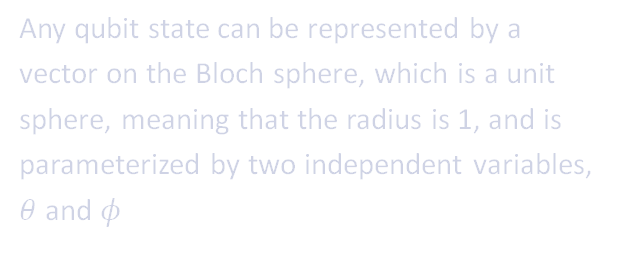 Any qubit state can be represented by a
vector on the Bloch sphere, which is a unit
sphere, meaning that the radius is 1, and is
parameterized by two independent variables,
θ and ϕ